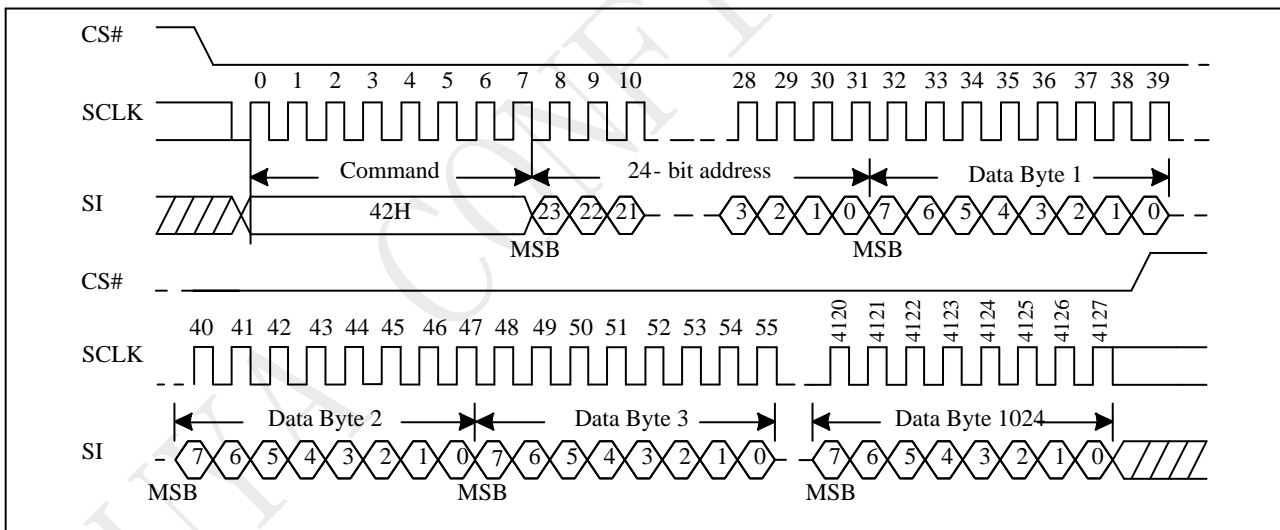 CS#
0 1 2 3 4 5 6 7 8 9 10 28 29 30 31 32 33 34 35 36 37 38 39
SCLK
Command 24- bit address Data Byte 1
SI 42H 23 22 21 3 2 1 0 7 6 5 4 3 2 1 0
MSB MSB
CS#
40 41 42 43 44 45 46 47 48 49 50 51 52 53 54 55 4120 4121 4122 4123 4124 4125 4126 4127
SCLK
Data Byte 2 Data Byte 3 Data Byte 1024
SI 7 6 5 4 3 2 1 0 7 6 5 4 3 2 1 0 7 6 5 4 3 2 1 0
MSB MSB MSB